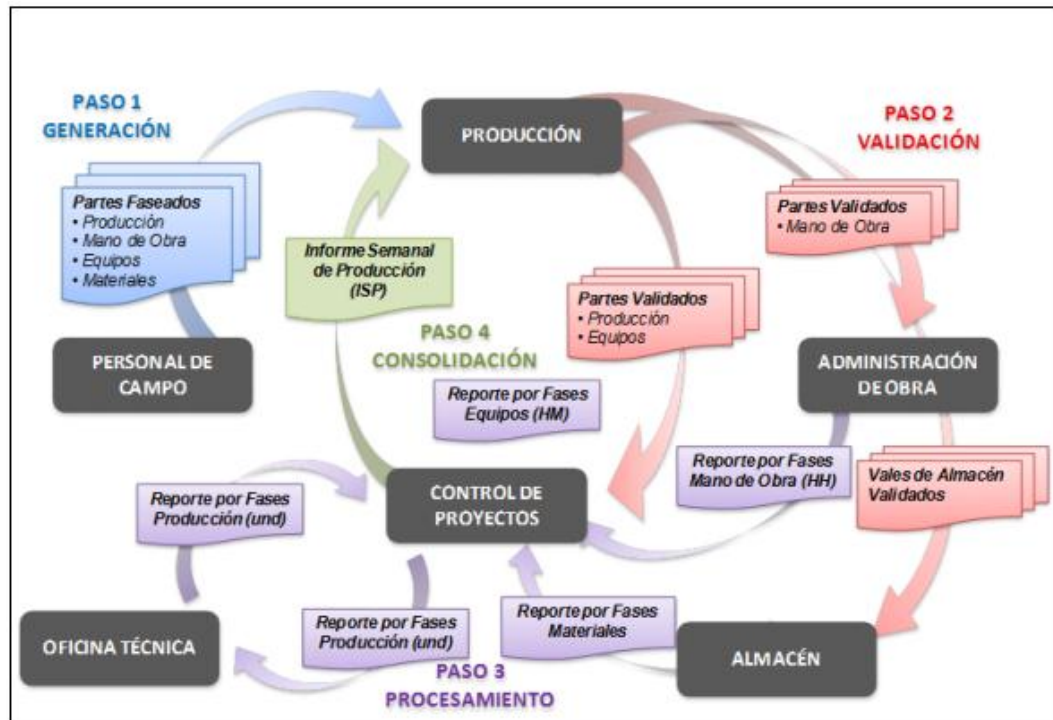 PASO 1
GENERACIÓN
PRODUCCIÓN
PASO 2
VALIDACIÓN
Partes Faseados
• Producción
• Mano de Obra
• Equipos
• Materiales
Partes Validados
• Mano de Obra
Informe Semanal
de Producción
(ISP)
Partes Validados
• Producción
• Equipos
PASO 4
CONSOLIDACIÓN
PERSONAL DE
CAMPO
ADMINISTRACIÓN
DE OBRA
Reporte por Fases
Equipos (HM)
Reporte por Fases
Mano de Obra (HH)
Vales de Almacén
Validados
Reporte por Fases
Producción (und)
CONTROL DE
PROYECTOS
OFICINA TÉCNICA
Reporte por Fases
Producción (und)
Reporte por Fases
Materiales
ALMACÉN
PASO 3
PROCESAMIENTO